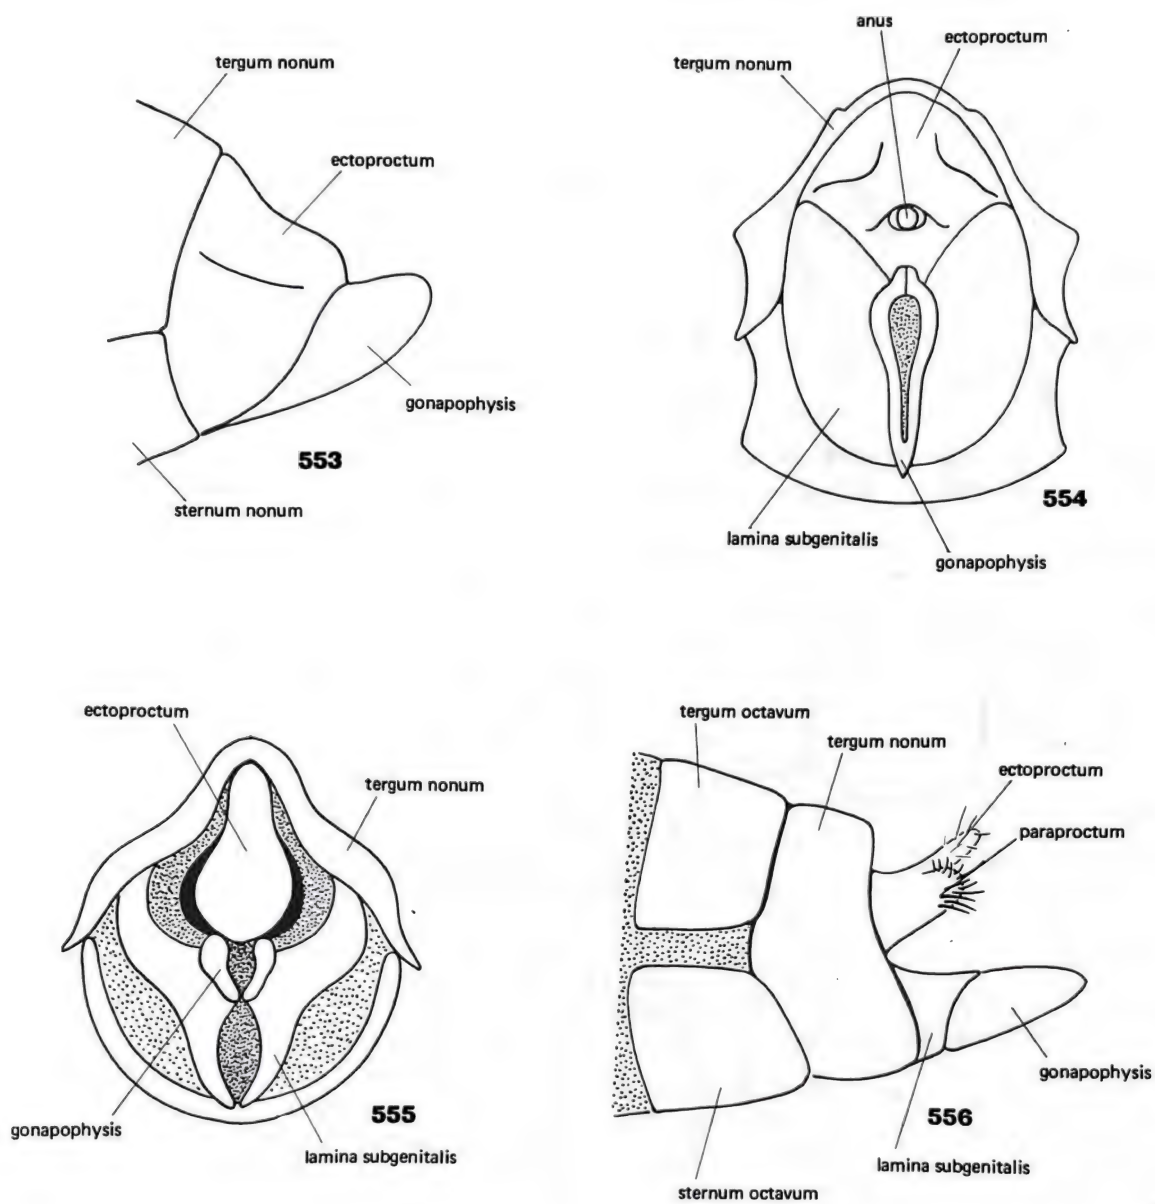 tergum nonum
ectoproctum
gonapophysis
553
sternum nonum
anus
ectoproctum
tergum nonum
554
lamina subgenitalis
gonapophysis
ectoproctum
tergum nonum
555
gonapophysis
lamina subgenitalis
tergum octavum
tergum nonum
ectoproctum
paraproctum
gonapophysis
556
lamina subgenitalis
sternum octavum